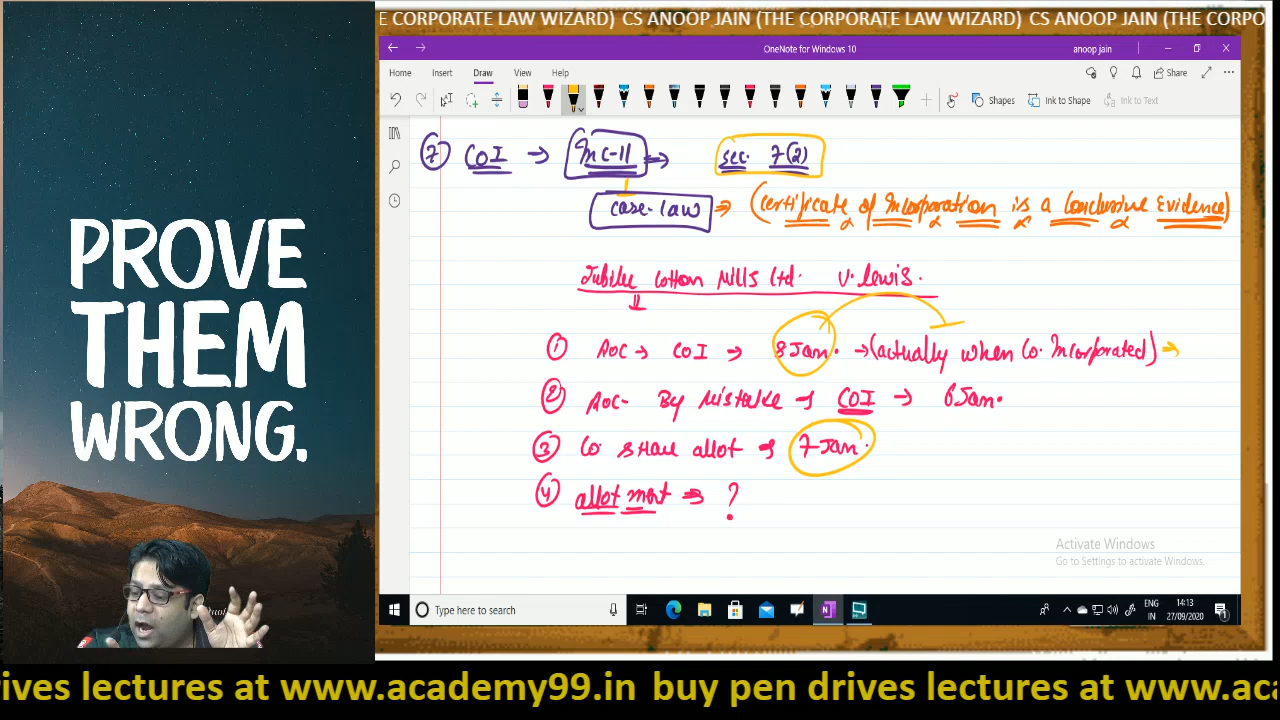 E CORPORATE LAW WIZARD) CS ANOOP JAIN (THE CORPORATE LAW WIZARD) CS ANOOP JAIN (THE CORPO
OneNote for Windows 10
anoop jain
Home Insert Draw View Help
Share
Shapes Ink to Shape Ink to Text
7 COI → INC-11 ⇒ sec. 7(2)
case-law ⇒ (Certificate of Incorporation is a Conclusive Evidence)
PROVE
THEM
WRONG.
Jubilee Cotton Mills Ltd. V. Lewis.
① ROC → COI → 8 Jan. → (actually when Co. Incorporated) →
② ROC- By Mistake → COI → 6 Jan.
③ Co share allot → 7 Jan.
④ allotment ⇒ ?
Activate Windows
Go to Settings to activate Windows.
Type here to search
ENG
IN
14:13
27/09/2020
rives lectures at www.academy99.in buy pen drives lectures at www.aca